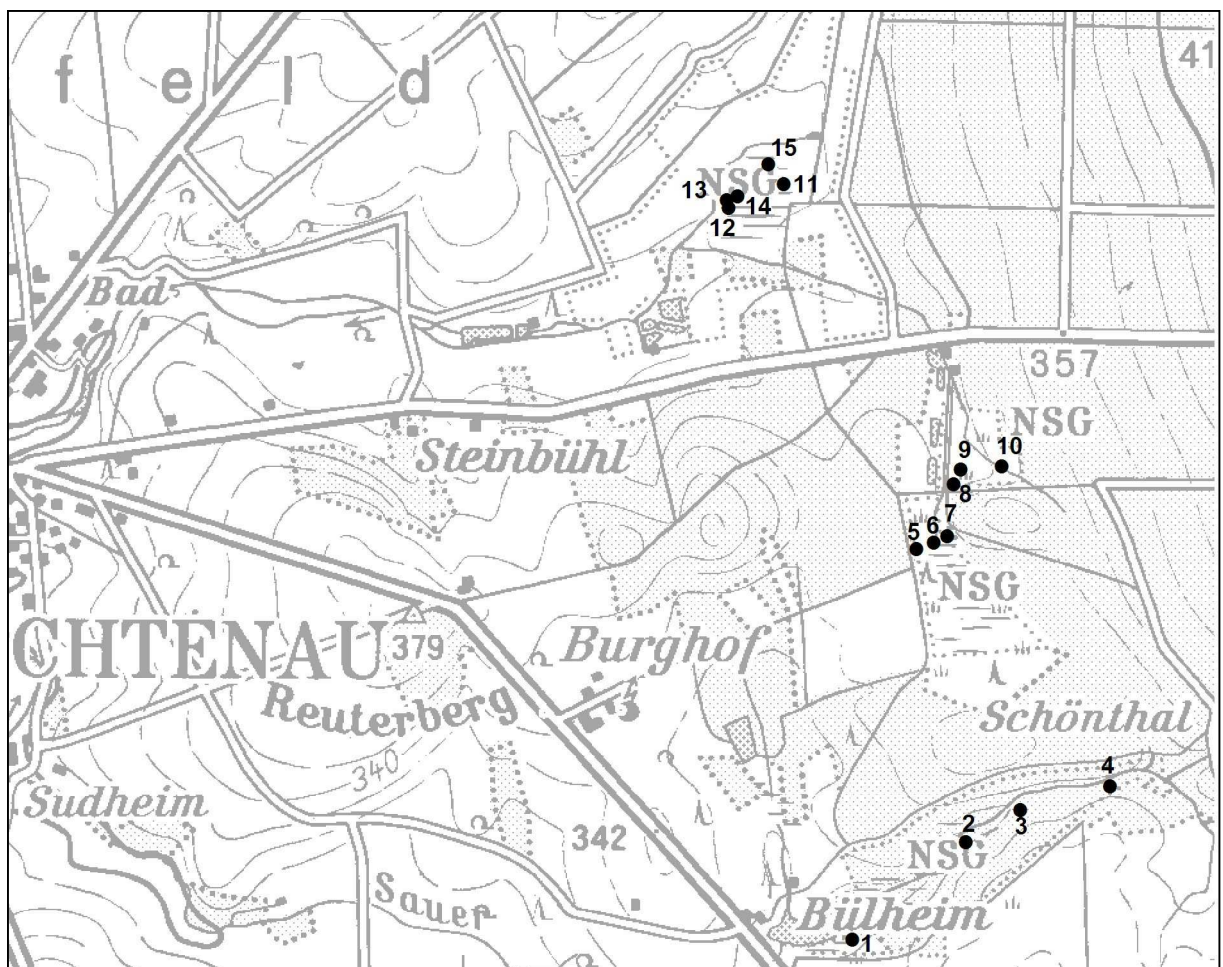 f e l d
41
15
NSG
13
11
14
12
Bad
357
NSG
Steinbühl
9
10
8
7
6
5
NSG
CHTENAU
379
Burghof
Reuterberg
Schönthal
340
4
Sudheim
3
342
2
NSG
Sauer
Bülheim
1